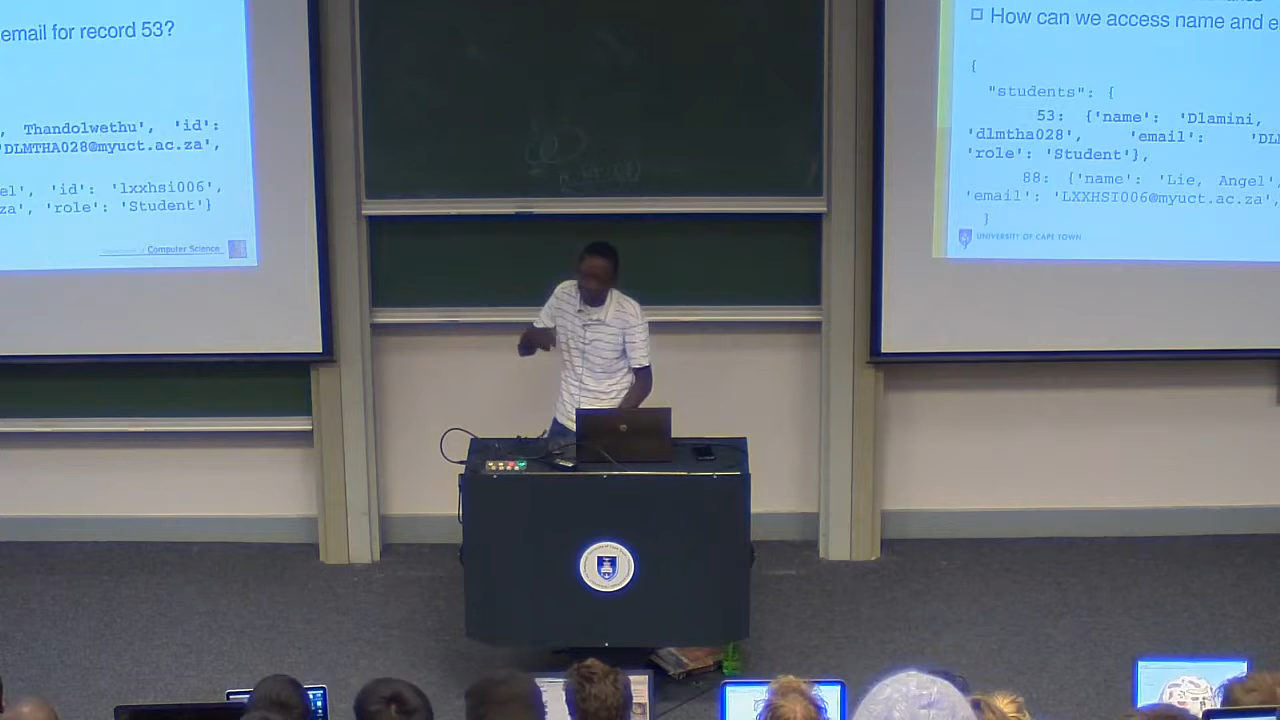 email for record 53?
, Thandolwethu', 'id':
'DLMTHA028@myuct.ac.za',
el', 'id': 'lxxhsi006',
za', 'role': 'Student'}
Computer Science
How can we access name and e
{
"students": {
53: {'name': 'Dlamini,
'dlmtha028', 'email': 'DL
'role': 'Student'},
88: {'name': 'Lie, Angel'
'email': 'LXXHSI006@myuct.ac.za',
}
UNIVERSITY OF CAPE TOWN